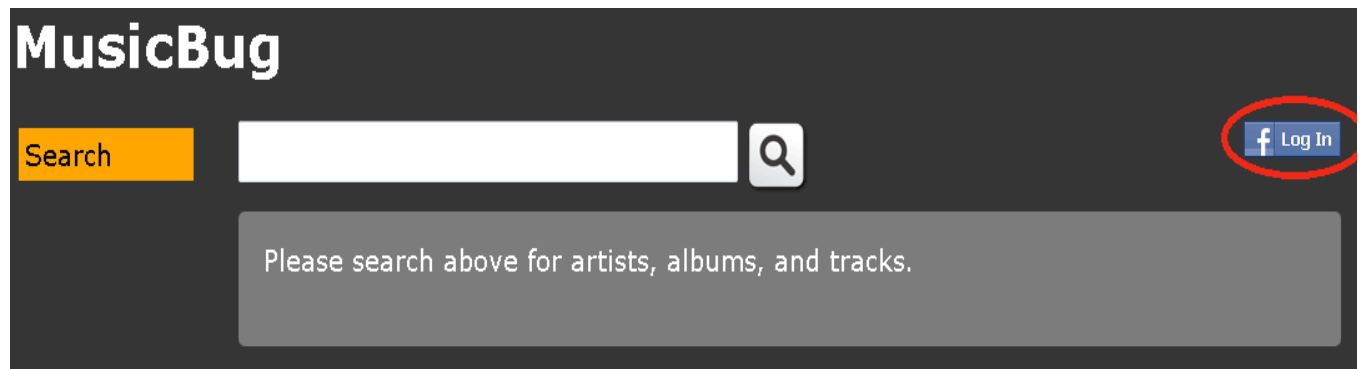 MusicBug
Search
f Log In
Please search above for artists, albums, and tracks.